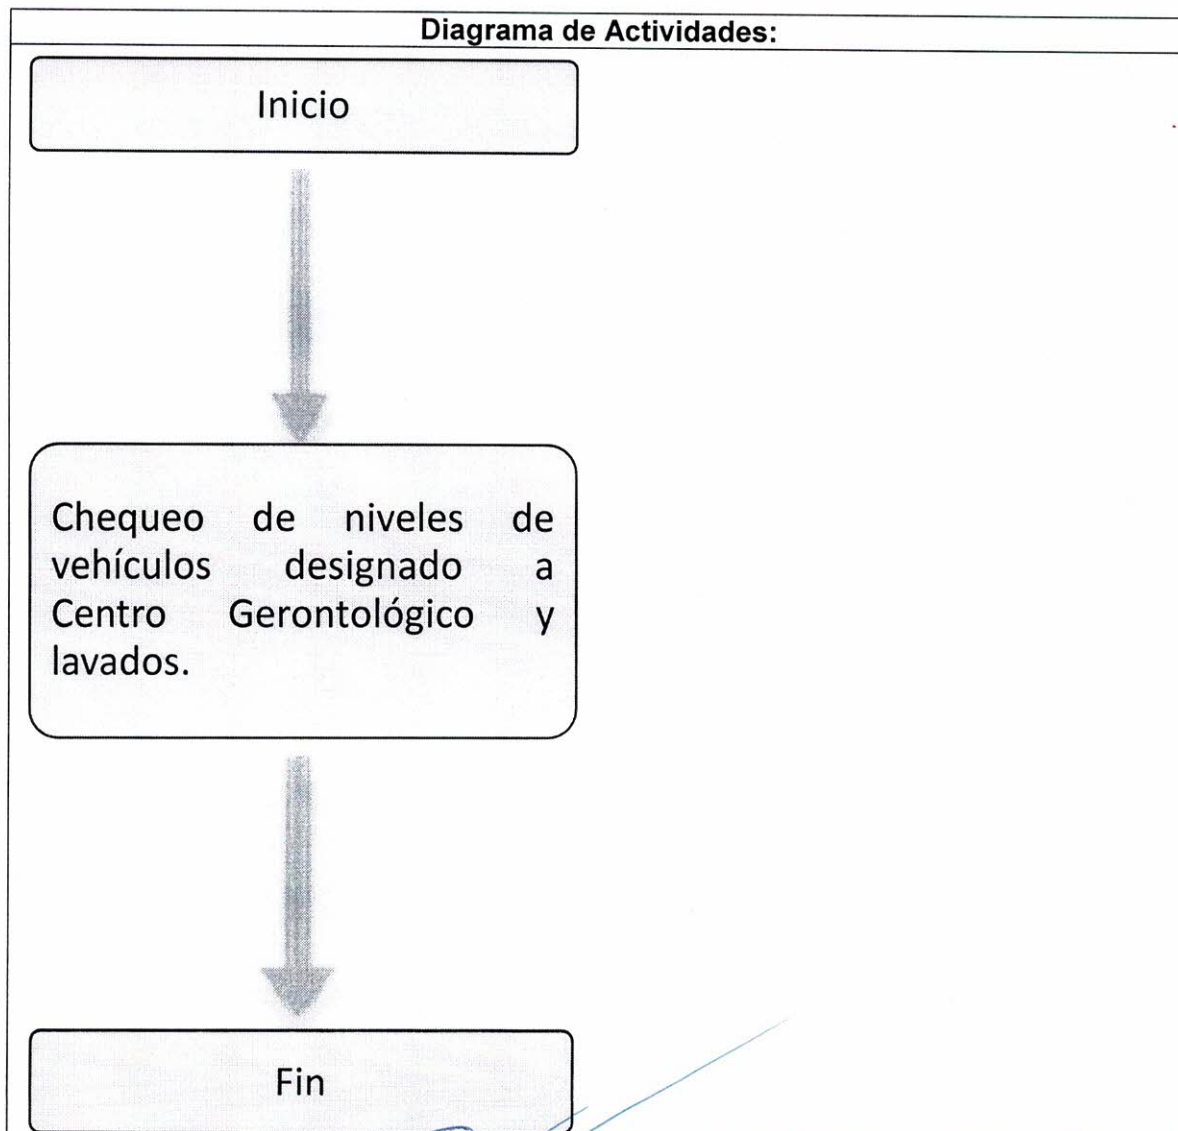 Diagrama de Actividades:
Inicio
Chequeo de niveles de
vehículos designado a
Centro Gerontológico y
lavados.
Fin